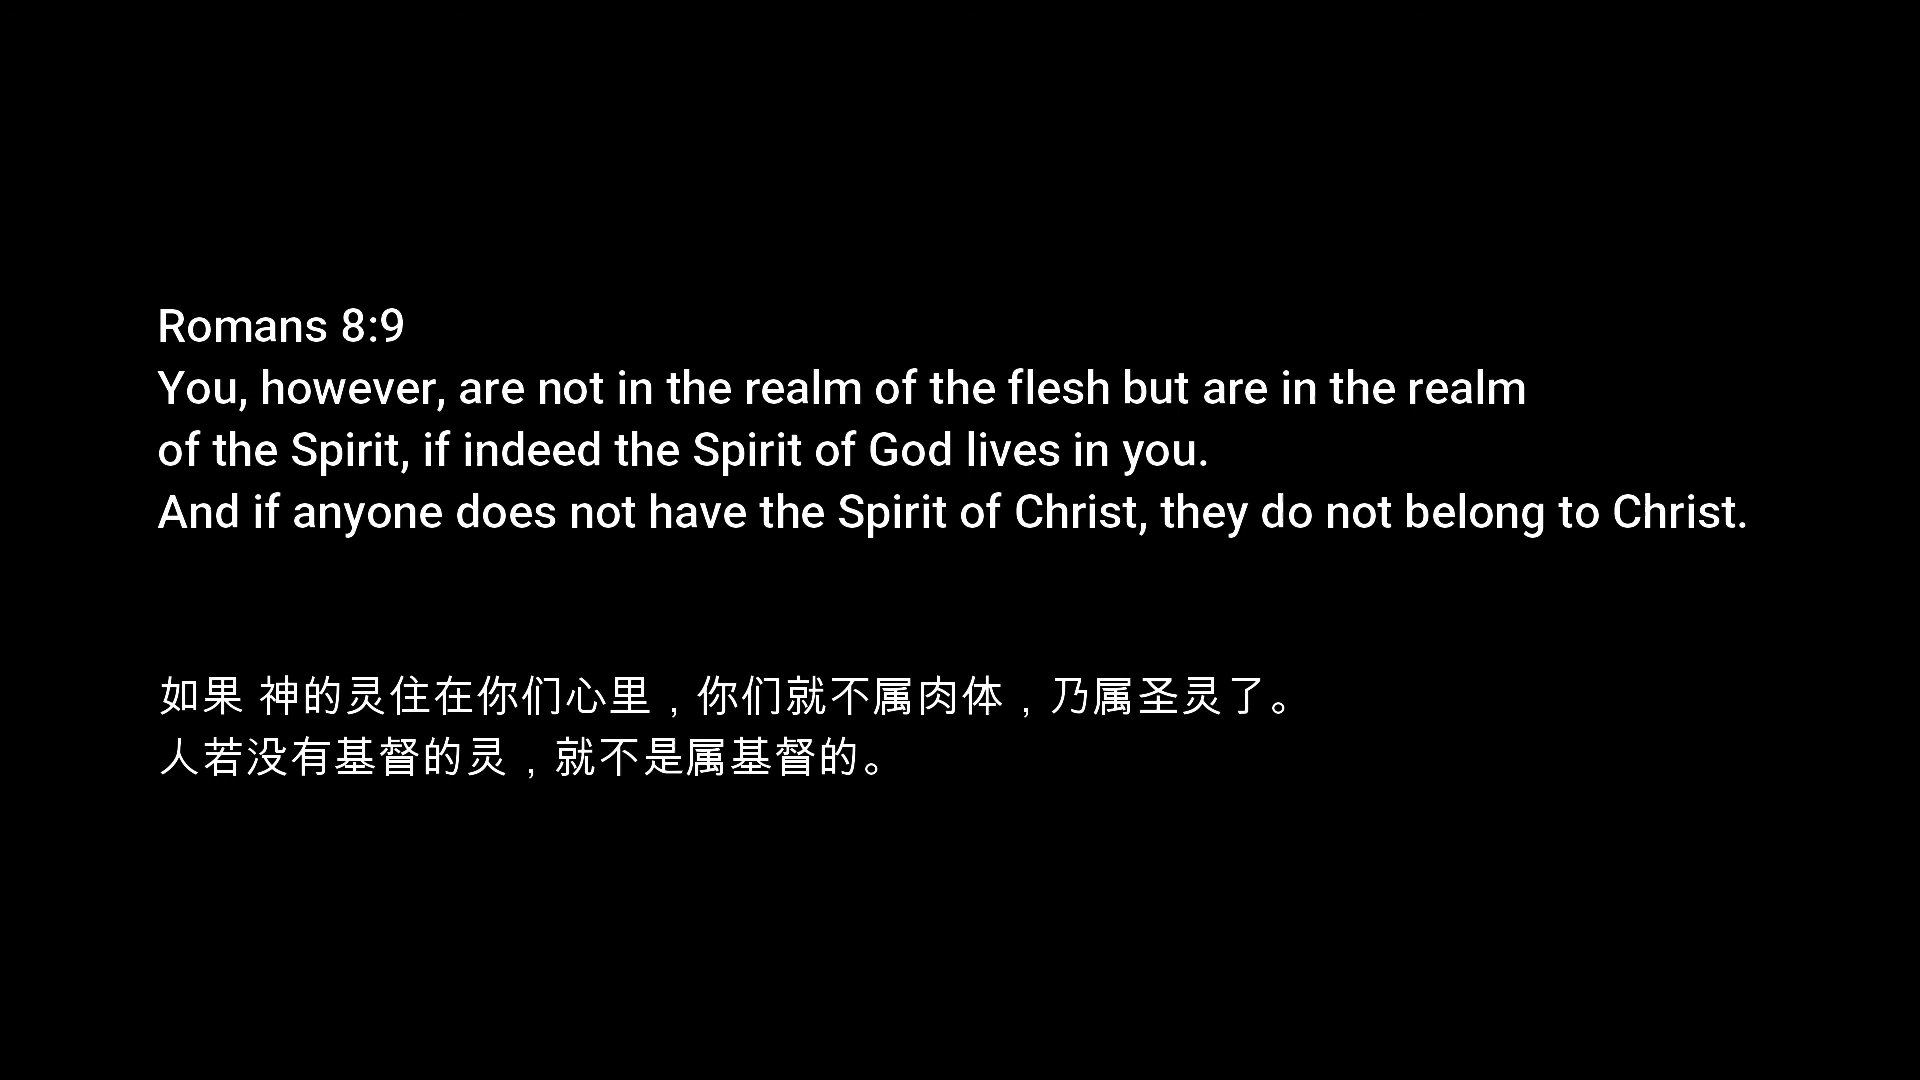 Romans 8:9
You, however, are not in the realm of the flesh but are in the realm
of the Spirit, if indeed the Spirit of God lives in you.
And if anyone does not have the Spirit of Christ, they do not belong to Christ.
如果 神的灵住在你们心里，你们就不属肉体，乃属圣灵了。
人若没有基督的灵，就不是属基督的。